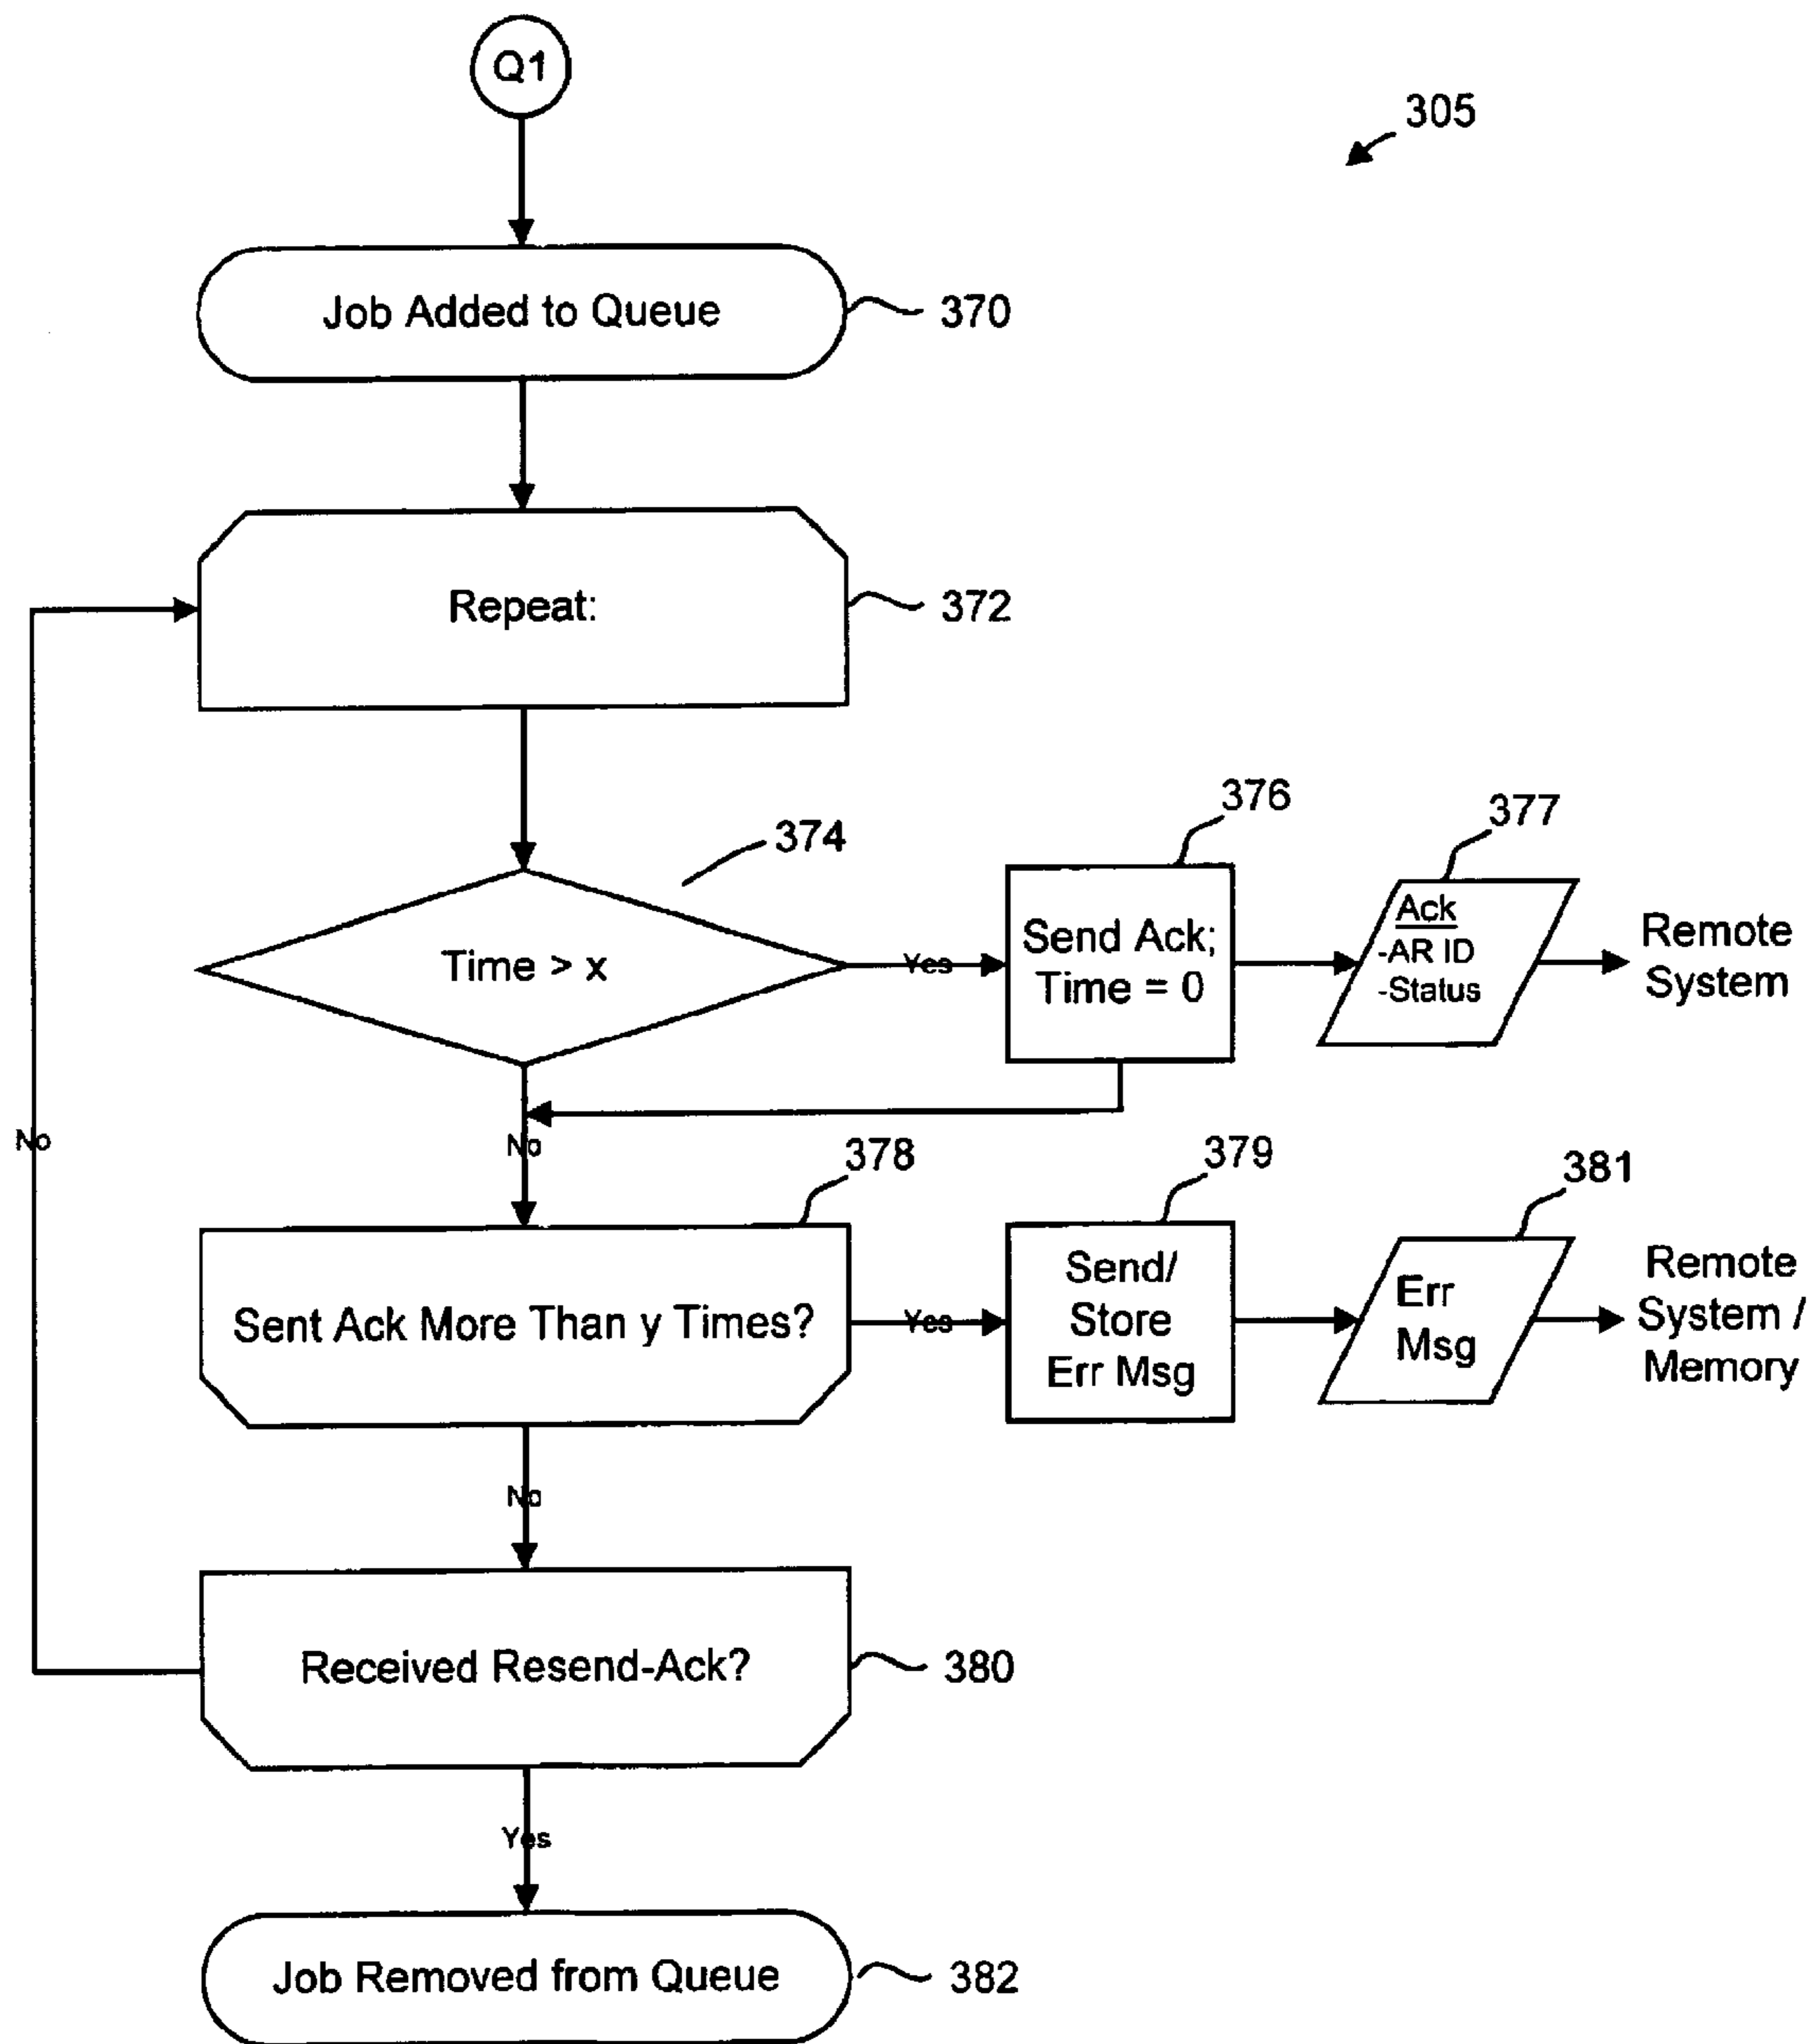 Q1
305
Job Added to Queue
370
Repeat:
372
374
376
377
Time > x
Yes
Send Ack;
Time = 0
Ack
-AR ID
-Status
Remote
System
No
No
378
379
381
Sent Ack More Than y Times?
Yes
Send/
Store
Err Msg
Err
Msg
Remote
System /
Memory
No
Received Resend-Ack?
380
Yes
Job Removed from Queue
382